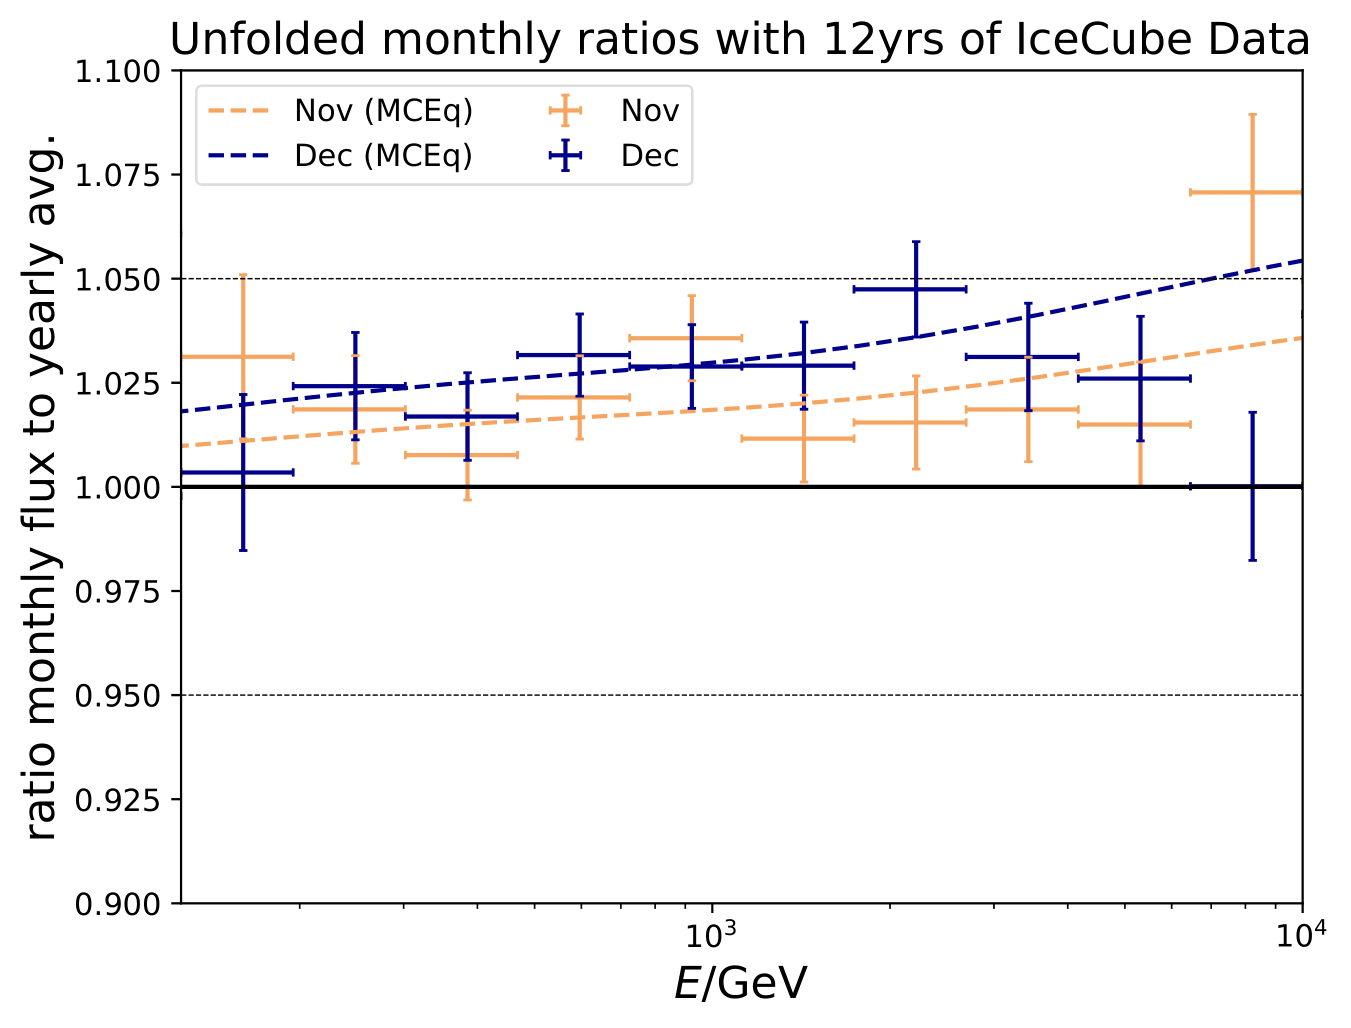 Unfolded monthly ratios with 12yrs of IceCube Data
ratio monthly flux to yearly avg.
1.100
1.075
1.050
1.025
1.000
0.975
0.950
0.925
0.900
Nov (MCEq)
Dec (MCEq)
Nov
Dec
10³
10⁴
E/GeV